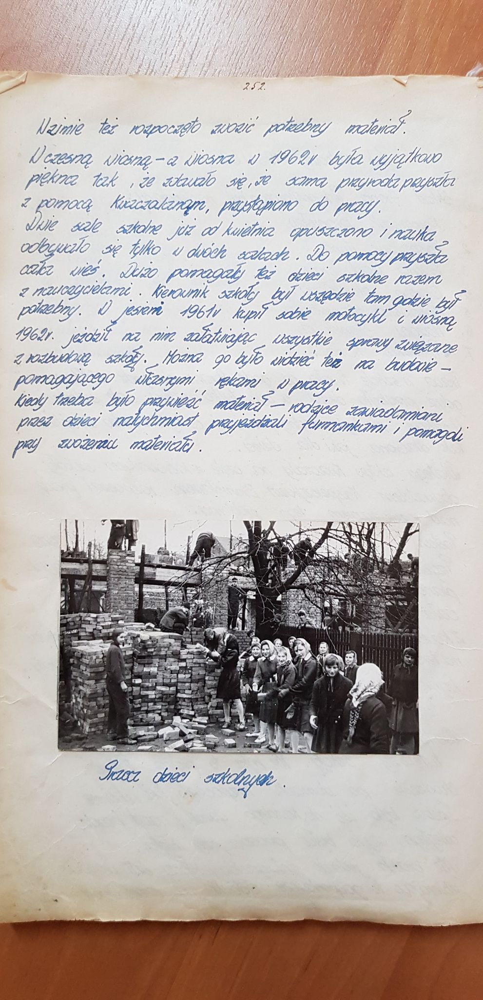 252.
W zimie też rozpoczęto zwozić potrzebny materiał.
Wczesną wiosną – a wiosna w 1962r była wyjątkowo
piękna tak, że zdawało się, że sama przyroda przyszła
z pomocą Kwaczalanom, przystąpiono do pracy.
Dwie sale szkolne już od kwietnia opuszczono i nauka
odbywało się tylko w dwóch salach. Do pomocy przyszła
cała wieś. Dużo pomagały też dzieci szkolne razem
z nauczycielami. Kierownik szkoły był wszędzie tam gdzie był
potrzebny. W jesieni 1961r kupił sobie motocykl i wiosną
1962r. jeździł na nim załatwiając wszystkie sprawy związane
z rozbudową szkoły. Można go było widzieć też na budowie –
pomagającego własnymi rękami w pracy.
Kiedy trzeba było przywieźć materiał – rodzice zawiadamiani
przez dzieci natychmiast przyjeżdżali furmankami i pomagali
przy zwożeniu materiału.
Praca dzieci szkolnych.